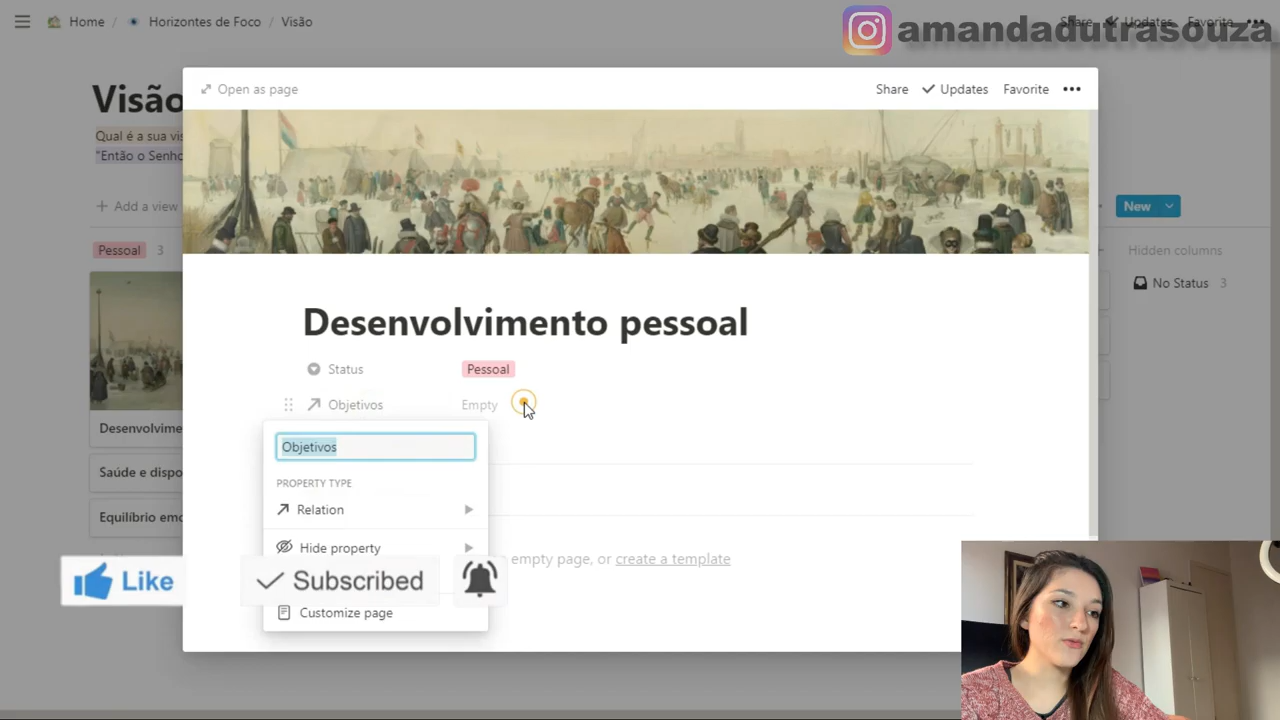 Home / Horizontes de Foco / Visão
Share Updates Favorite
amandadutrasouza
Open as page
Share Updates Favorite
Visão
Qual é a sua vis
"Então o Senho
Add a view
New
Pessoal 3
Hidden columns
No Status 3
Desenvolvimento pessoal
Status Pessoal
Objetivos Empty
Objetivos
PROPERTY TYPE
Relation
Hide property
Customize page
Desenvolvime
Saúde e dispo
Equilíbrio emo
empty page, or create a template
Like
Subscribed